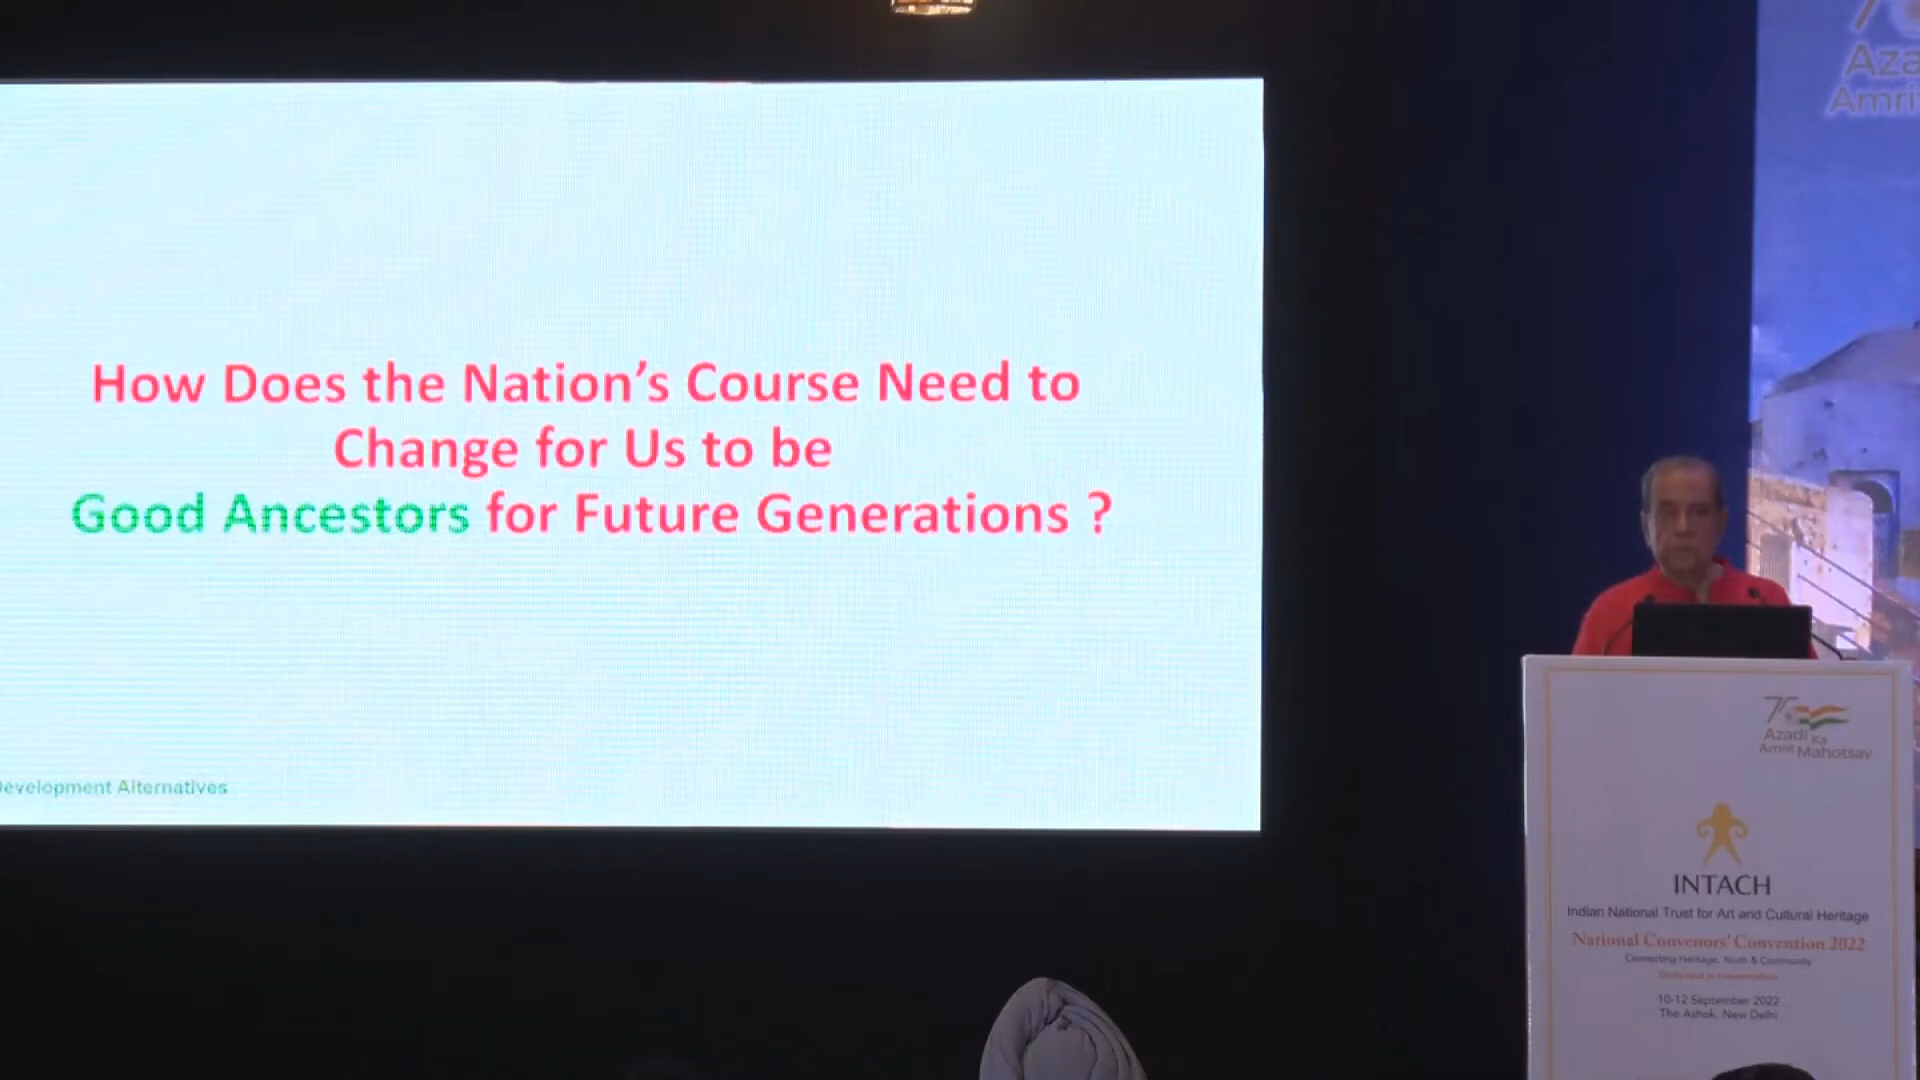 How Does the Nation's Course Need to
Change for Us to be
Good Ancestors for Future Generations ?
Development Alternatives
75
Azadi Ka
Amrit Mahotsav
INTACH
Indian National Trust for Art and Cultural Heritage
National Convenors' Convention 2022
Connecting Heritage, Youth & Community
10-12 September 2022
The Ashok, New Delhi